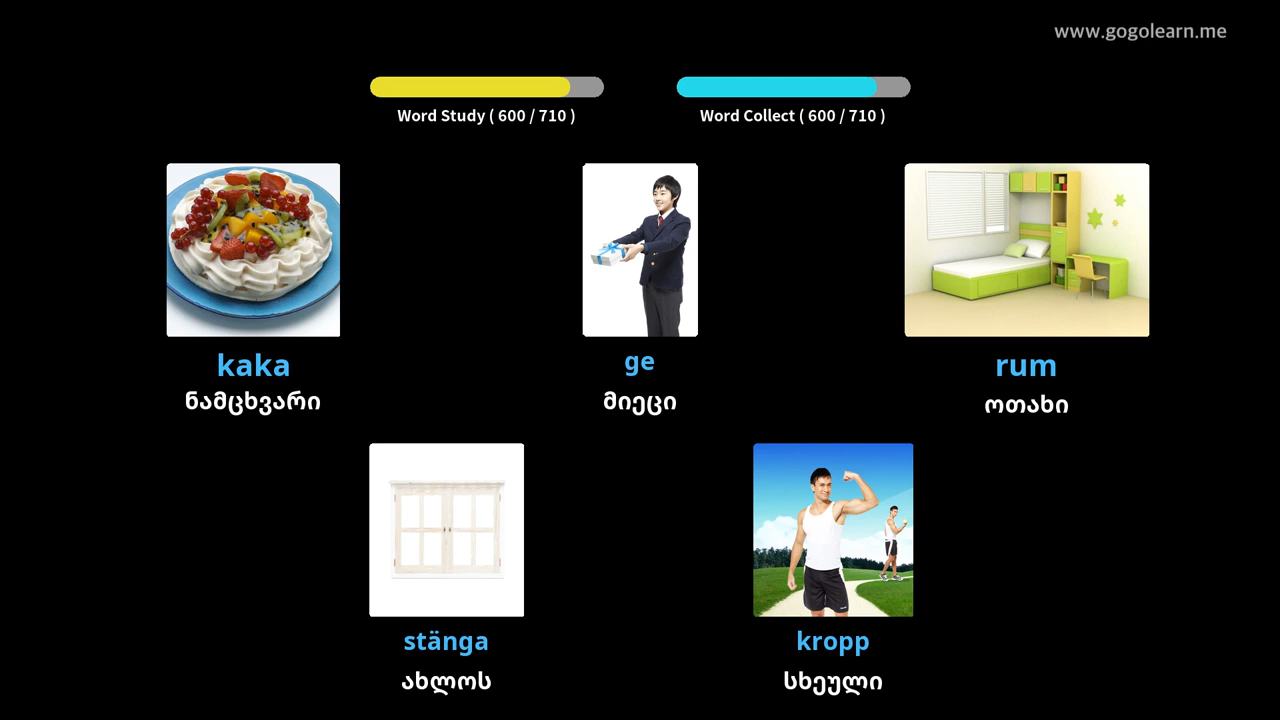 www.gogolearn.me
Word Study ( 600 / 710 )
Word Collect ( 600 / 710 )
kaka
ნამცხვარი
ge
მიეცი
rum
ოთახი
stänga
ახლოს
kropp
სხეული